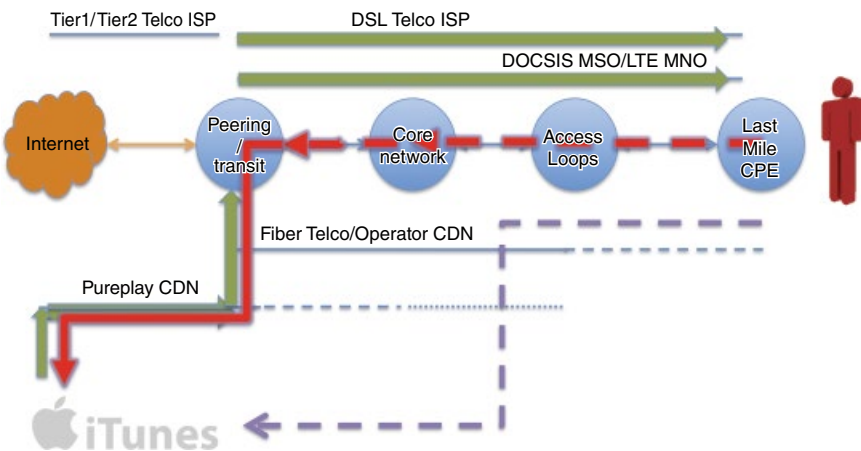 Tier1/Tier2 Telco ISP
DSL Telco ISP
DOCSIS MSO/LTE MNO
Internet
Peering
/
transit
Core
network
Access
Loops
Last
Mile
CPE
Fiber Telco/Operator CDN
Pureplay CDN
iTunes